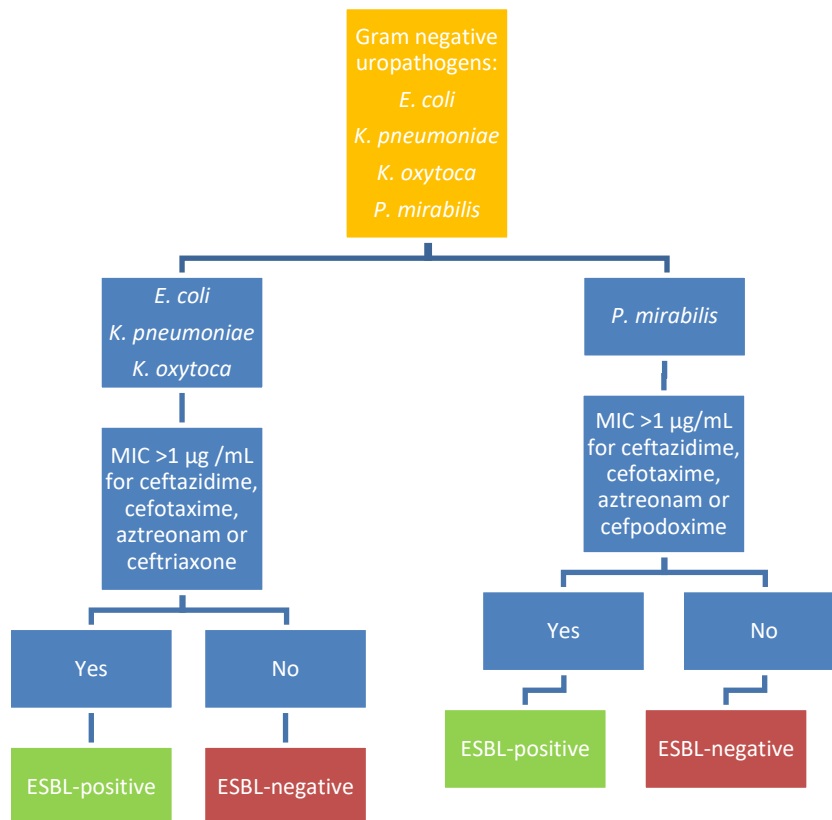 Gram negative
uropathogens:
E. coli
K. pneumoniae
K. oxytoca
P. mirabilis
E. coli
K. pneumoniae
K. oxytoca
MIC >1 µg /mL
for ceftazidime,
cefotaxime,
aztreonam or
ceftriaxone
Yes
No
ESBL-positive
ESBL-negative
P. mirabilis
MIC >1 µg/mL
for ceftazidime,
cefotaxime,
aztreonam or
cefpodoxime
Yes
No
ESBL-positive
ESBL-negative